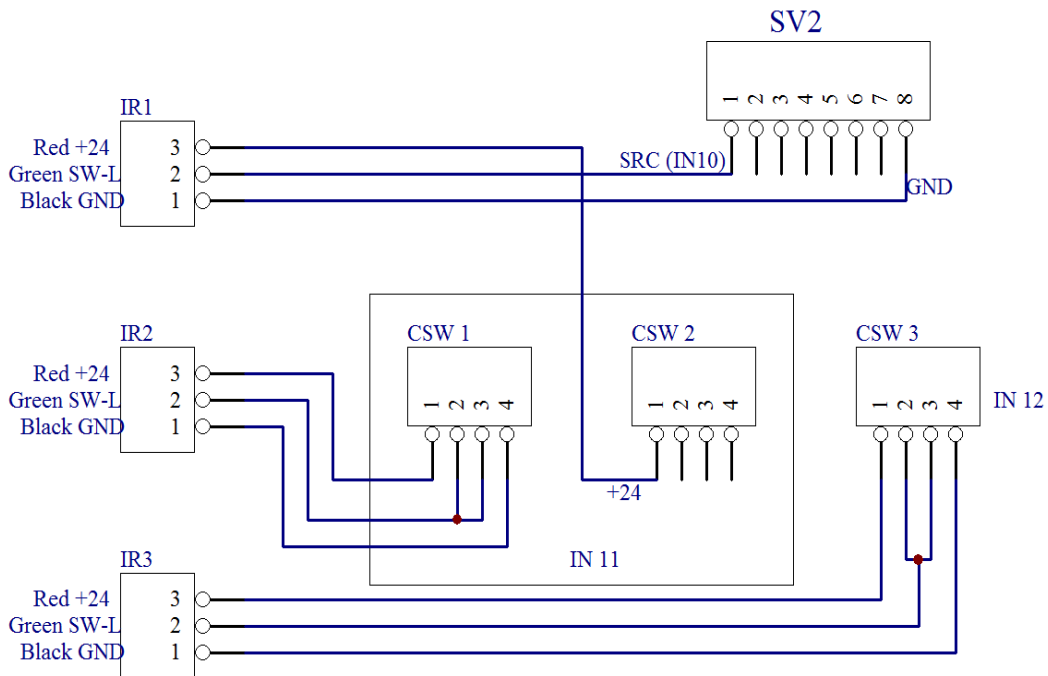 SV2
1 2 3 4 5 6 7 8
IR1
Red +24 3
Green SW-L 2
Black GND 1
SRC (IN10)
GND
IR2
Red +24 3
Green SW-L 2
Black GND 1
CSW 1
1 2 3 4
CSW 2
1 2 3 4
+24
IN 11
CSW 3
1 2 3 4
IN 12
IR3
Red +24 3
Green SW-L 2
Black GND 1